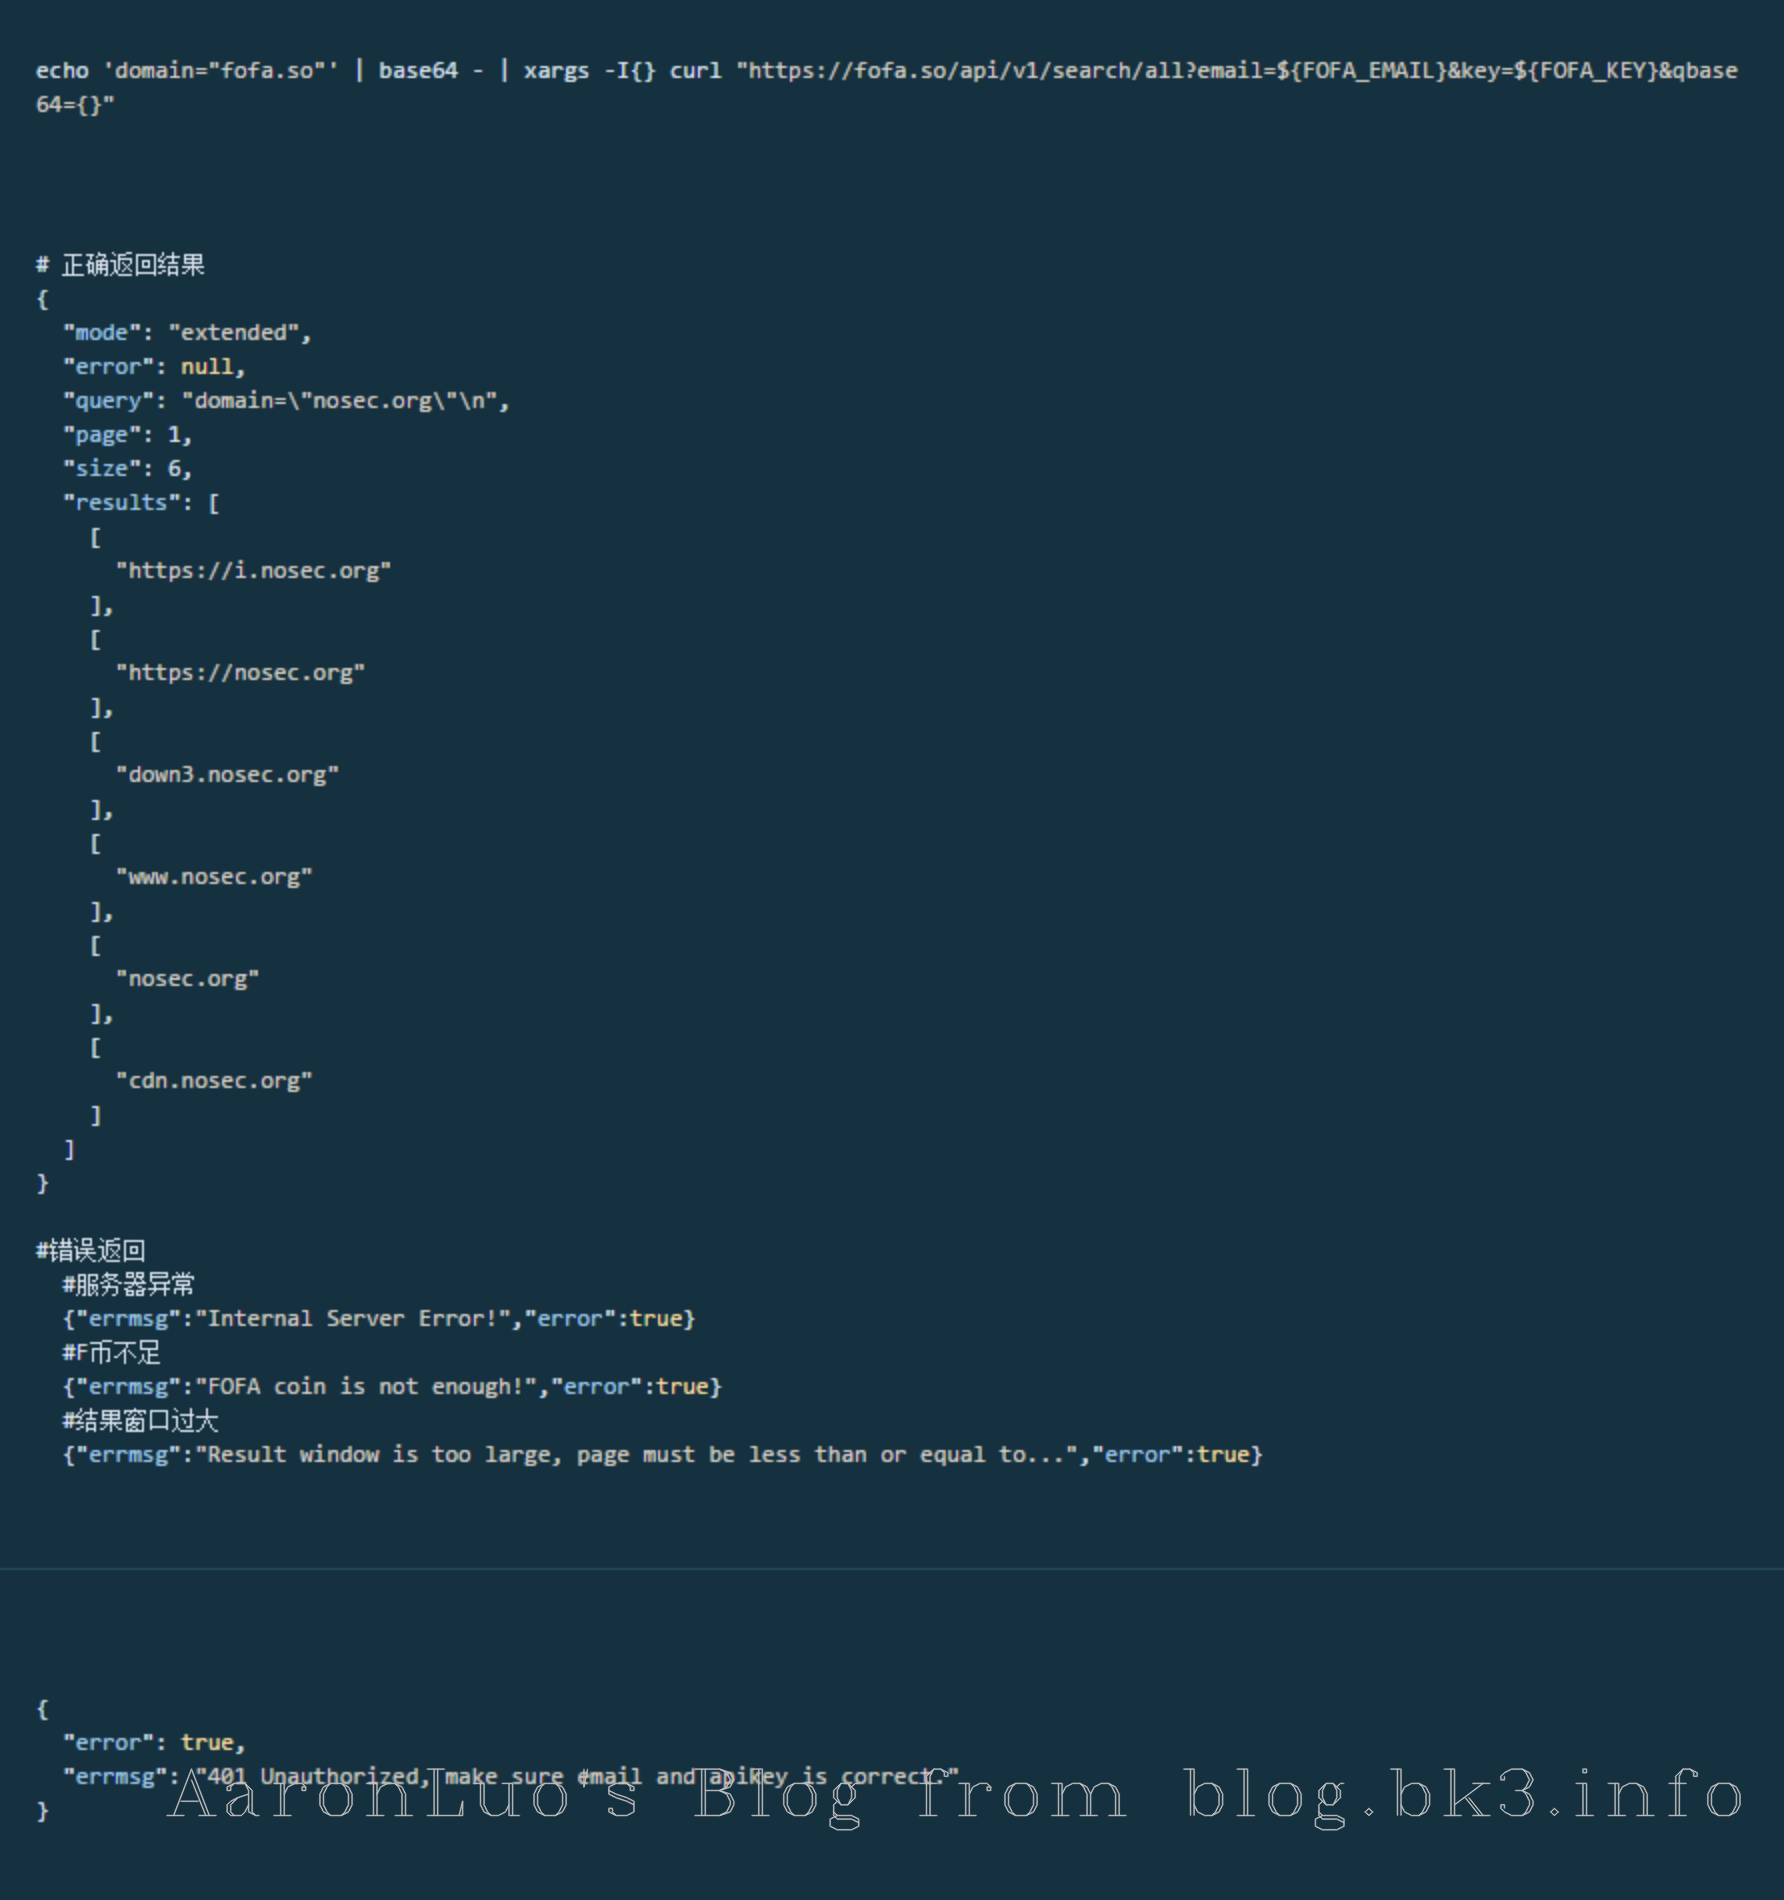 echo 'domain="fofa.so"' | base64 - | xargs -I{} curl "https://fofa.so/api/v1/search/all?email=${FOFA_EMAIL}&key=${FOFA_KEY}&qbase
64={}"
# 正确返回结果
{
  "mode": "extended",
  "error": null,
  "query": "domain=\"nosec.org\"\n",
  "page": 1,
  "size": 6,
  "results": [
    [
      "https://i.nosec.org"
    ],
    [
      "https://nosec.org"
    ],
    [
      "down3.nosec.org"
    ],
    [
      "www.nosec.org"
    ],
    [
      "nosec.org"
    ],
    [
      "cdn.nosec.org"
    ]
  ]
}
#错误返回
  #服务器异常
  {"errmsg":"Internal Server Error!","error":true}
  #F币不足
  {"errmsg":"FOFA coin is not enough!","error":true}
  #结果窗口过大
  {"errmsg":"Result window is too large, page must be less than or equal to...","error":true}
{
  "error": true,
  "errmsg": "401 Unauthorized, make sure email and apikey is correct."
}
AaronLuo's Blog from blog.bk3.info